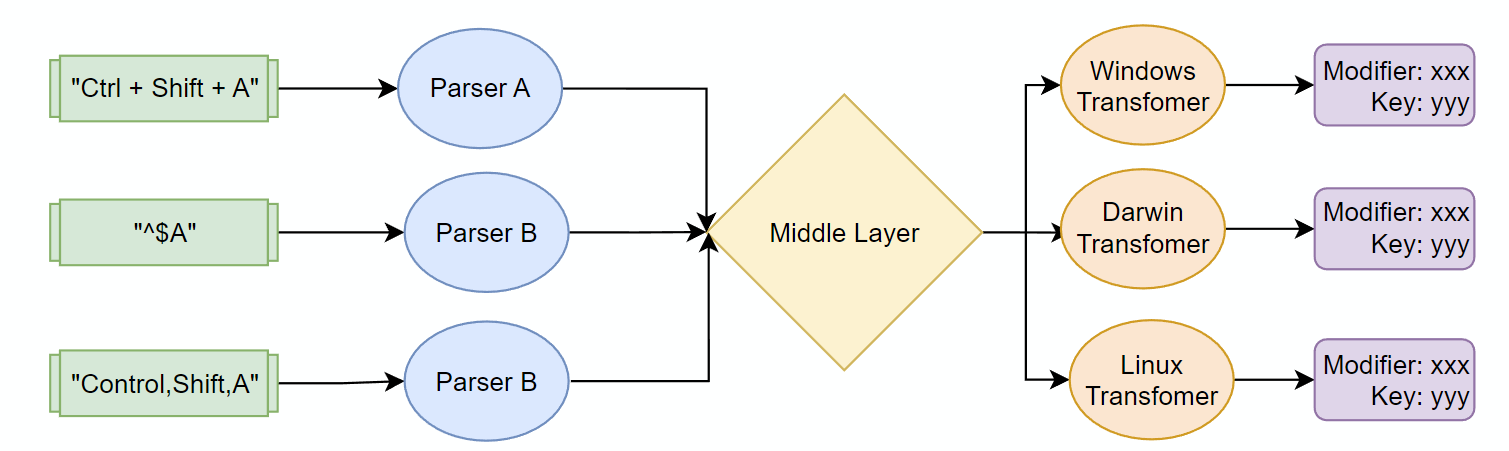 "Ctrl + Shift + A"
Parser A
"^$A"
Parser B
"Control,Shift,A"
Parser B
Middle Layer
Windows
Transfomer
Modifier: xxx
Key: yyy
Darwin
Transfomer
Modifier: xxx
Key: yyy
Linux
Transfomer
Modifier: xxx
Key: yyy